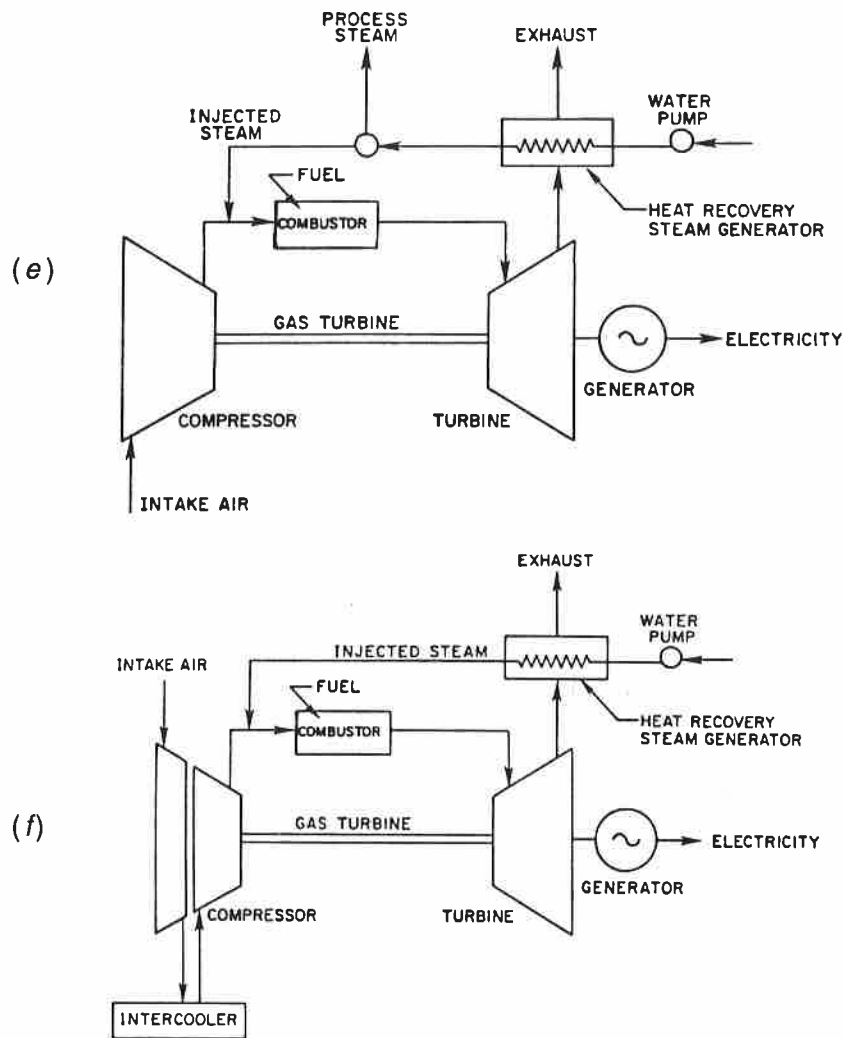 PROCESS
STEAM
EXHAUST
WATER
PUMP
INJECTED
STEAM
FUEL
COMBUSTOR
HEAT RECOVERY
STEAM GENERATOR
(e)
GAS TURBINE
ELECTRICITY
GENERATOR
COMPRESSOR
TURBINE
INTAKE AIR
EXHAUST
WATER
PUMP
INTAKE AIR
INJECTED STEAM
FUEL
COMBUSTOR
HEAT RECOVERY
STEAM GENERATOR
(f)
GAS TURBINE
ELECTRICITY
GENERATOR
COMPRESSOR
TURBINE
INTERCOOLER